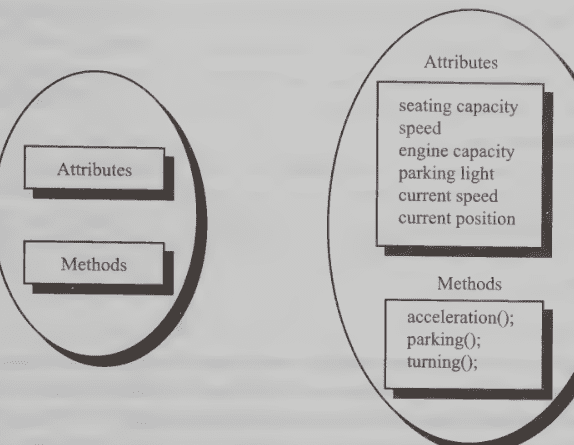 Attributes
Methods
Attributes
seating capacity
speed
engine capacity
parking light
current speed
current position
Methods
acceleration();
parking();
turning();